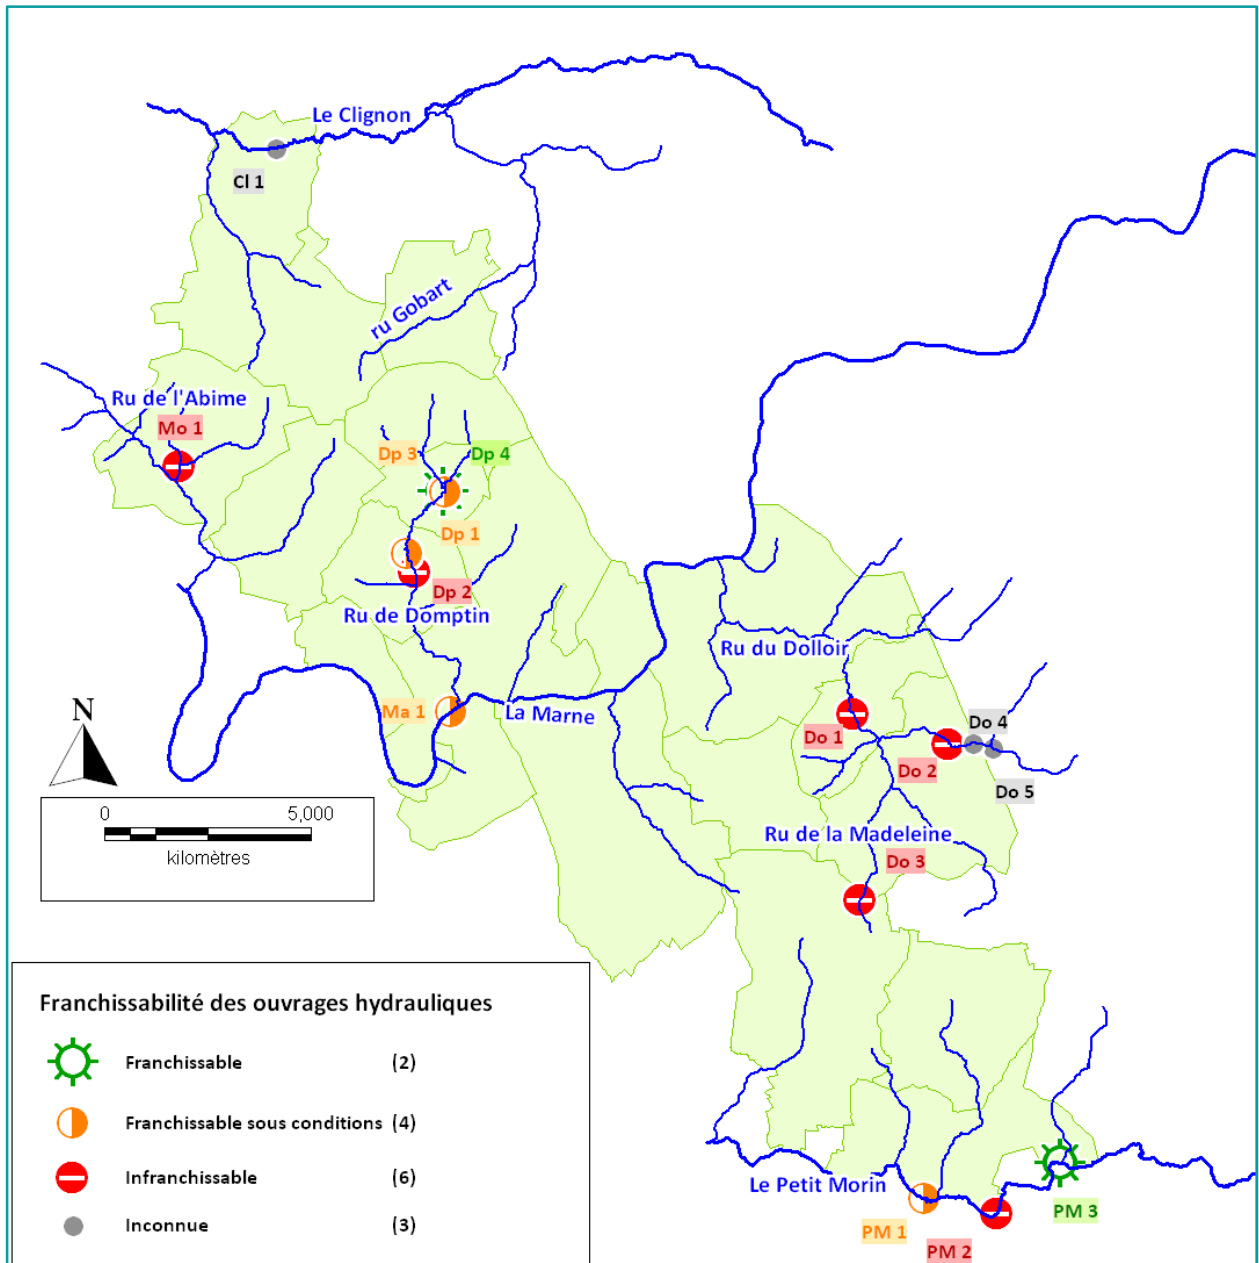 Le Clignon
Cl 1
ru Gobart
Ru de l'Abime
Mo 1
Dp 3
Dp 4
Dp 1
Dp 2
Ru de Domptin
Ru du Dolloir
Ma 1
La Marne
Do 1
Do 4
Do 2
Do 5
Ru de la Madeleine
Do 3
N
0 5,000
kilomètres
Franchissabilité des ouvrages hydrauliques
Franchissable (2)
Franchissable sous conditions (4)
Infranchissable (6)
Inconnue (3)
Le Petit Morin
PM 1
PM 2
PM 3